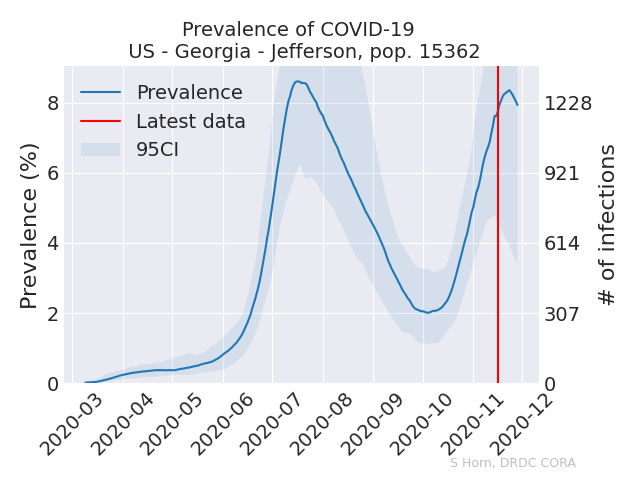 Prevalence of COVID-19
US - Georgia - Jefferson, pop. 15362
Prevalence
Latest data
95CI
Prevalence (%)
8
6
4
2
0
1228
921
614
307
0
# of infections
2020-03
2020-04
2020-05
2020-06
2020-07
2020-08
2020-09
2020-10
2020-11
2020-12
S Horn, DRDC CORA